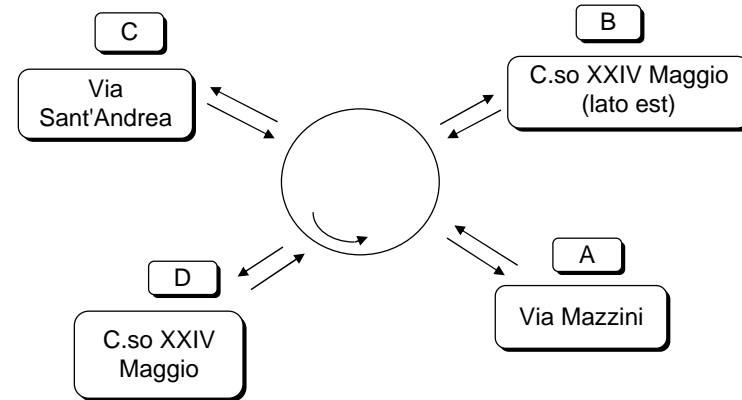 C
B
Via
Sant'Andrea
C.so XXIV Maggio
(lato est)
D
A
C.so XXIV
Maggio
Via Mazzini